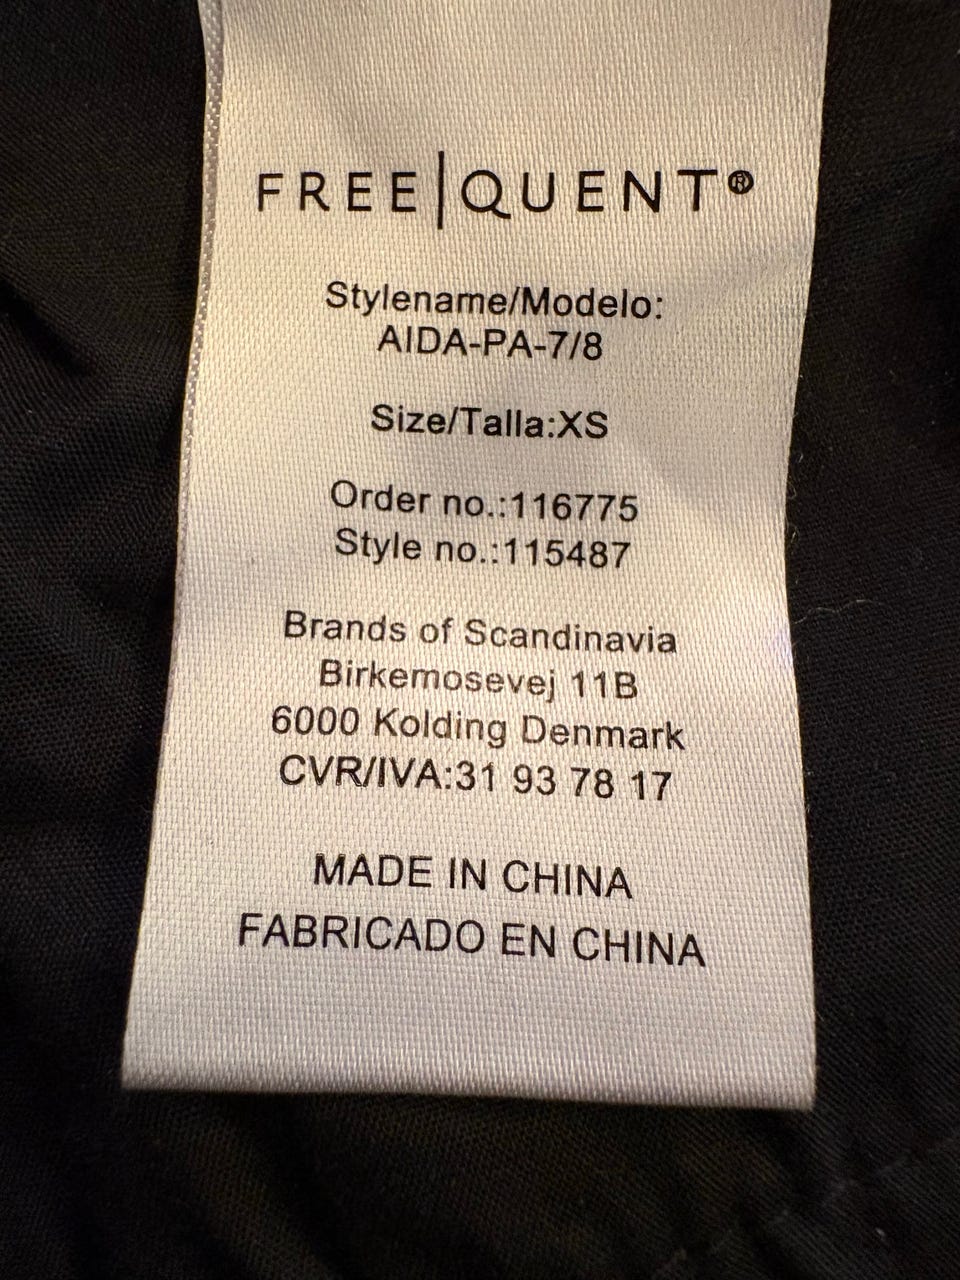 FREE|QUENT®
Stylename/Modelo:
AIDA-PA-7/8
Size/Talla:XS
Order no.:116775
Style no.:115487
Brands of Scandinavia
Birkemosevej 11B
6000 Kolding Denmark
CVR/IVA:31 93 78 17
MADE IN CHINA
FABRICADO EN CHINA